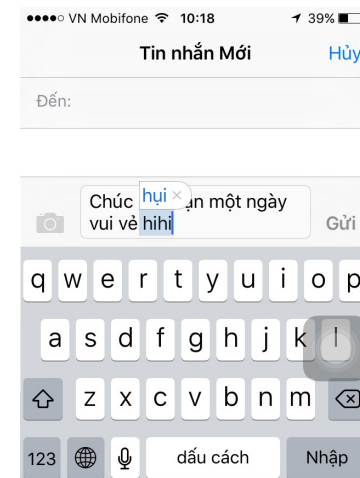 VN Mobifone 10:18 39%
Tin nhắn Mới Hủy
Đến:
hụi ×
Chúc ạn một ngày
vui vẻ hihi
Gửi
q w e r t y u i o p
a s d f g h j k l
z x c v b n m
123 dấu cách Nhập